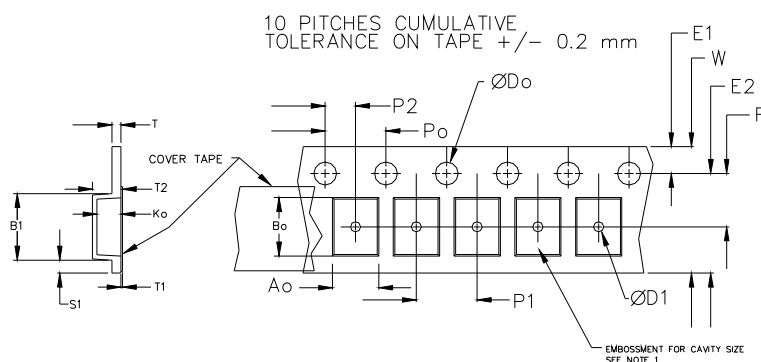 10 PITCHES CUMULATIVE
TOLERANCE ON TAPE +/- 0.2 mm
E1
W
E2
F
ØDo
P2
Po
T
COVER TAPE
T2
Ko
B1
Bo
S1
T1
Ao
P1
ØD1
EMBOSSMENT FOR CAVITY SIZE
SEE NOTE 1